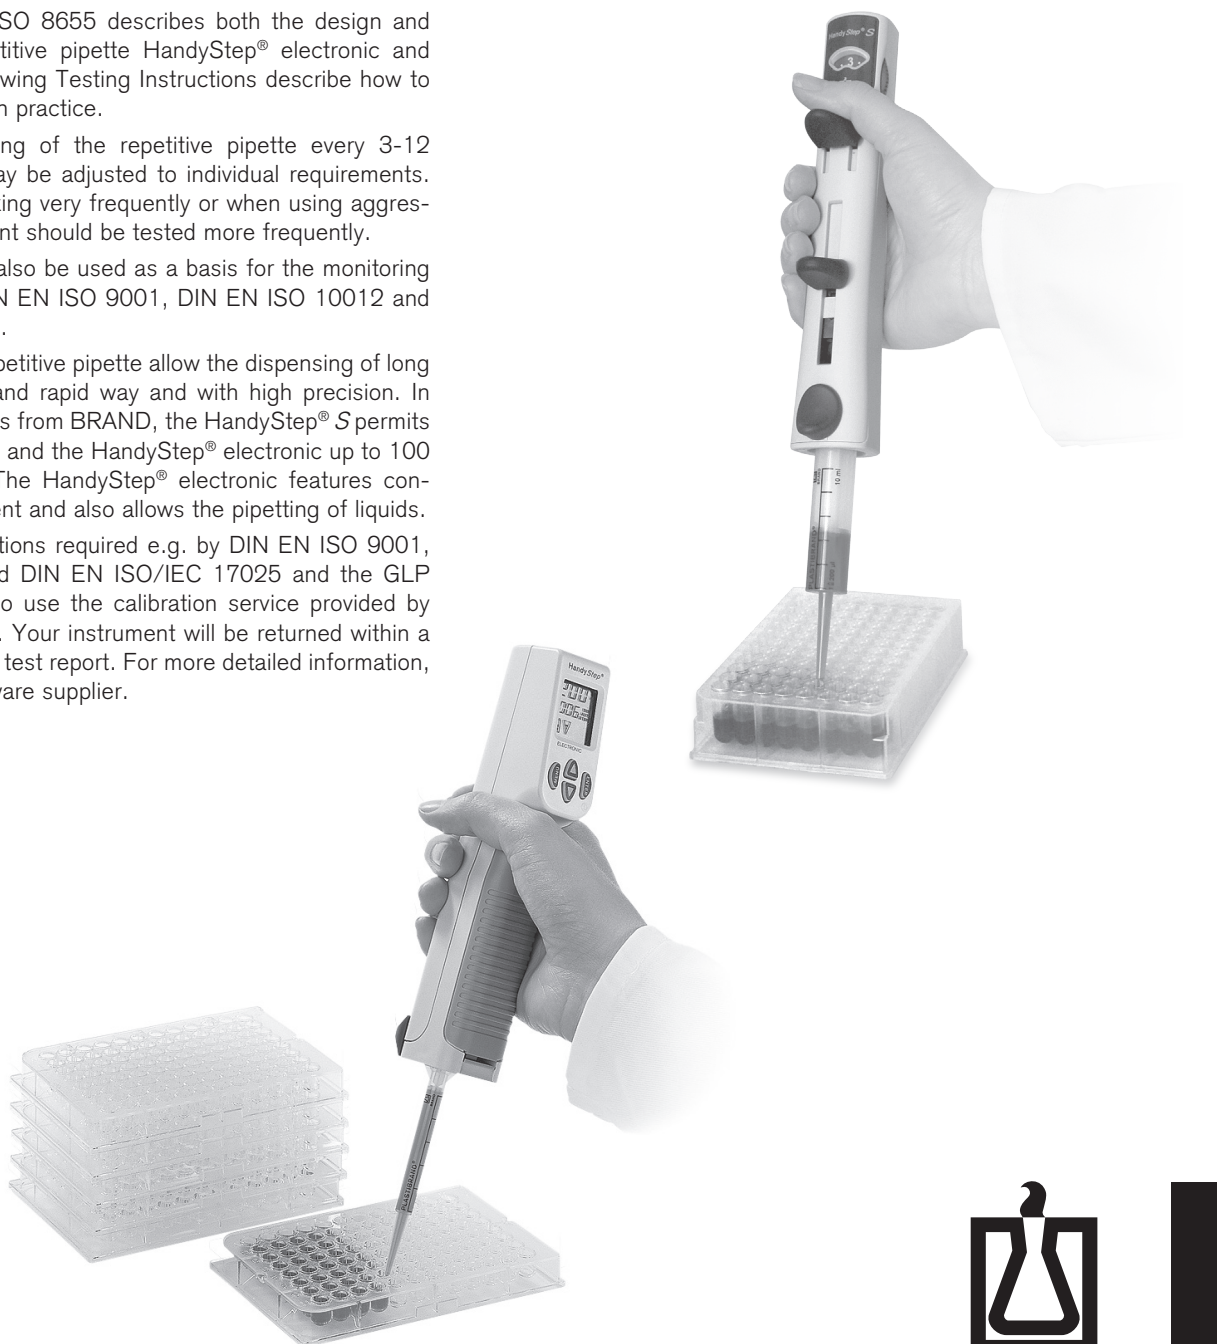 SO 8655 describes both the design and
titive pipette HandyStep® electronic and
wing Testing Instructions describe how to
n practice.
ng of the repetitive pipette every 3-12
ay be adjusted to individual requirements.
king very frequently or when using aggres-
nt should be tested more frequently.
also be used as a basis for the monitoring
N EN ISO 9001, DIN EN ISO 10012 and
.
petitive pipette allow the dispensing of long
and rapid way and with high precision. In
s from BRAND, the HandyStep® S permits
and the HandyStep® electronic up to 100
The HandyStep® electronic features con-
ent and also allows the pipetting of liquids.
tions required e.g. by DIN EN ISO 9001,
d DIN EN ISO/IEC 17025 and the GLP
o use the calibration service provided by
. Your instrument will be returned within a
test report. For more detailed information,
ware supplier.
HandyStep® S
3
10 ml
PLASTIBRAND®
HandyStep®
ELECTRONIC
PLASTIBRAND®